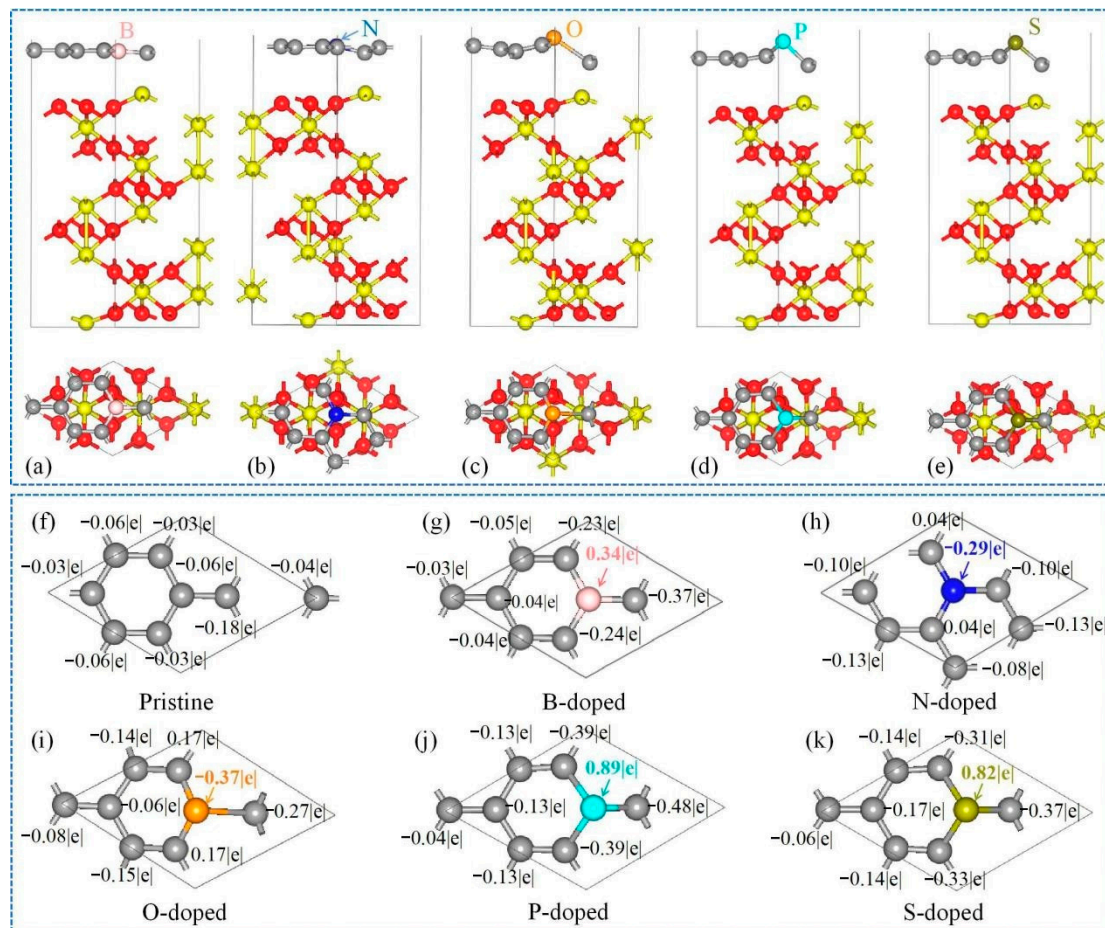 B
N
O
P
S
(a)
(b)
(c)
(d)
(e)
(f)
−0.06|e|
−0.03|e|
−0.03|e|
−0.06|e|
−0.04|e|
−0.18|e|
−0.06|e|
−0.03|e|
Pristine
(g)
−0.05|e|
−0.23|e|
0.34|e|
−0.03|e|
−0.04|e|
−0.37|e|
−0.04|e|
−0.24|e|
B-doped
(h)
0.04|e|
−0.29|e|
−0.10|e|
−0.10|e|
0.04|e|
−0.13|e|
−0.13|e|
−0.08|e|
N-doped
(i)
−0.14|e|
0.17|e|
−0.37|e|
−0.06|e|
−0.27|e|
−0.08|e|
0.17|e|
−0.15|e|
O-doped
(j)
−0.13|e|
−0.39|e|
0.89|e|
−0.13|e|
−0.48|e|
−0.04|e|
−0.39|e|
−0.13|e|
P-doped
(k)
−0.14|e|
−0.31|e|
0.82|e|
−0.17|e|
−0.37|e|
−0.06|e|
−0.14|e|
−0.33|e|
S-doped